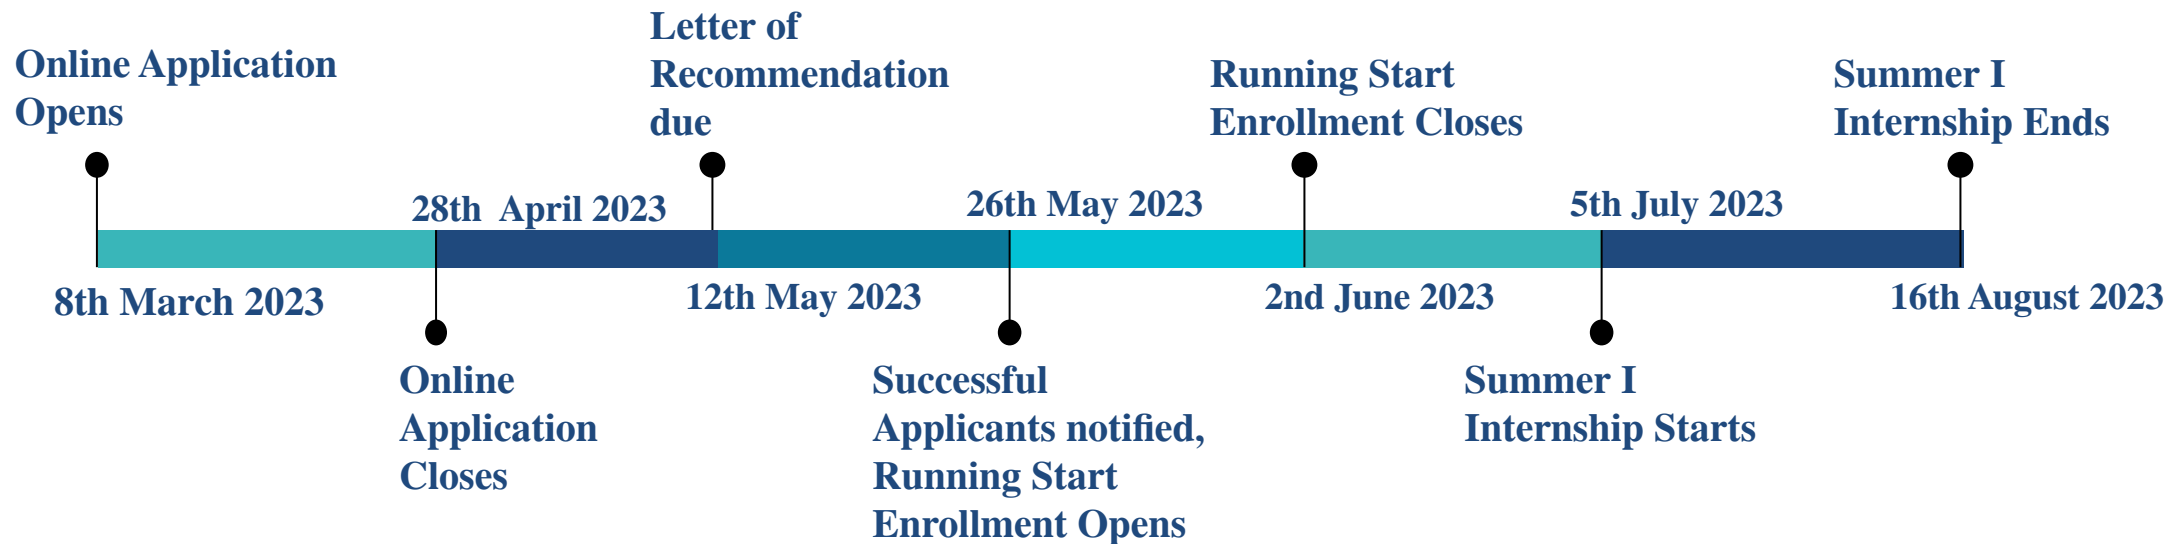 Online Application
Opens
8th March 2023
28th  April 2023
Online
Application
Closes
Letter of
Recommendation
due
12th May 2023
26th May 2023
Successful
Applicants notified,
Running Start
Enrollment Opens
Running Start
Enrollment Closes
2nd June 2023
5th July 2023
Summer I
Internship Starts
Summer I
Internship Ends
16th August 2023